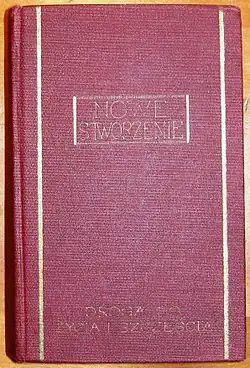 NOWE
STWORZENIE
DROGA DO
ŻYCIA I SZCZĘŚCIA